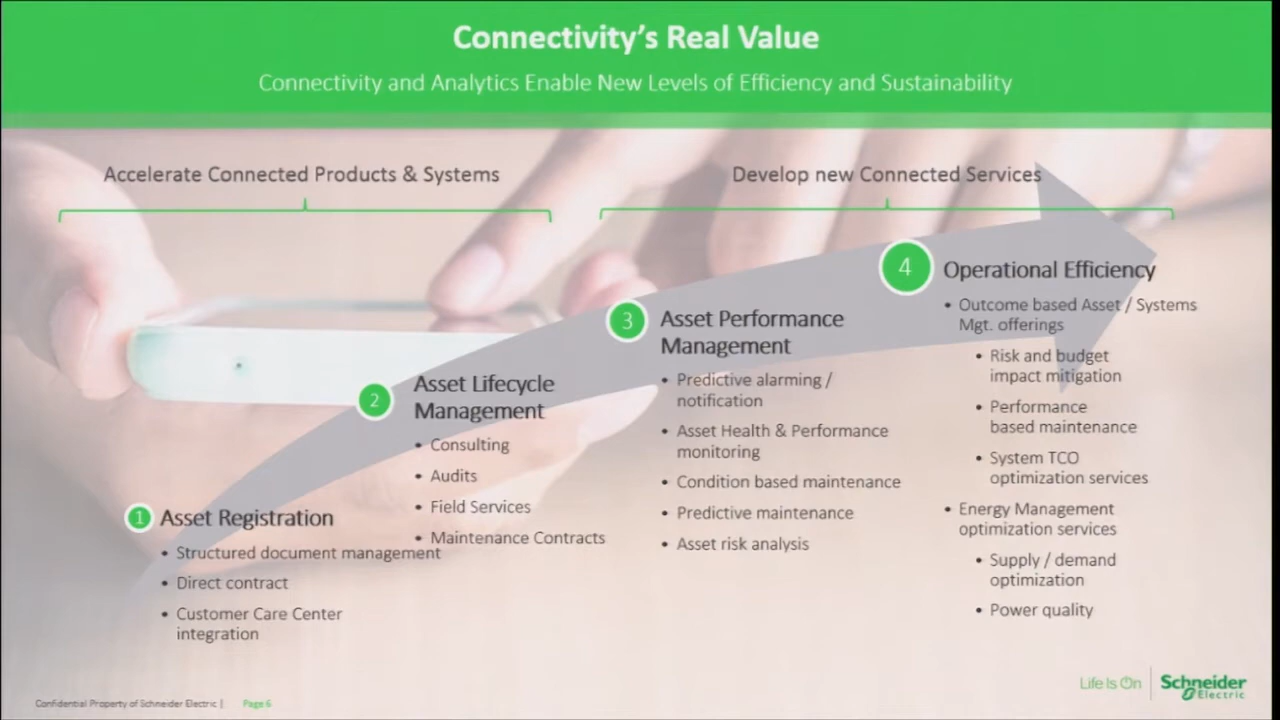 Connectivity's Real Value
Connectivity and Analytics Enable New Levels of Efficiency and Sustainability
Accelerate Connected Products & Systems
Develop new Connected Services
1 Asset Registration
• Structured document management
• Direct contract
• Customer Care Center
integration
2 Asset Lifecycle
Management
• Consulting
• Audits
• Field Services
• Maintenance Contracts
3 Asset Performance
Management
• Predictive alarming /
notification
• Asset Health & Performance
monitoring
• Condition based maintenance
• Predictive maintenance
• Asset risk analysis
4 Operational Efficiency
• Outcome based Asset / Systems
Mgt. offerings
• Risk and budget
impact mitigation
• Performance
based maintenance
• System TCO
optimization services
• Energy Management
optimization services
• Supply / demand
optimization
• Power quality
Confidential Property of Schneider Electric |
Page 6
Life Is On
Schneider
Electric